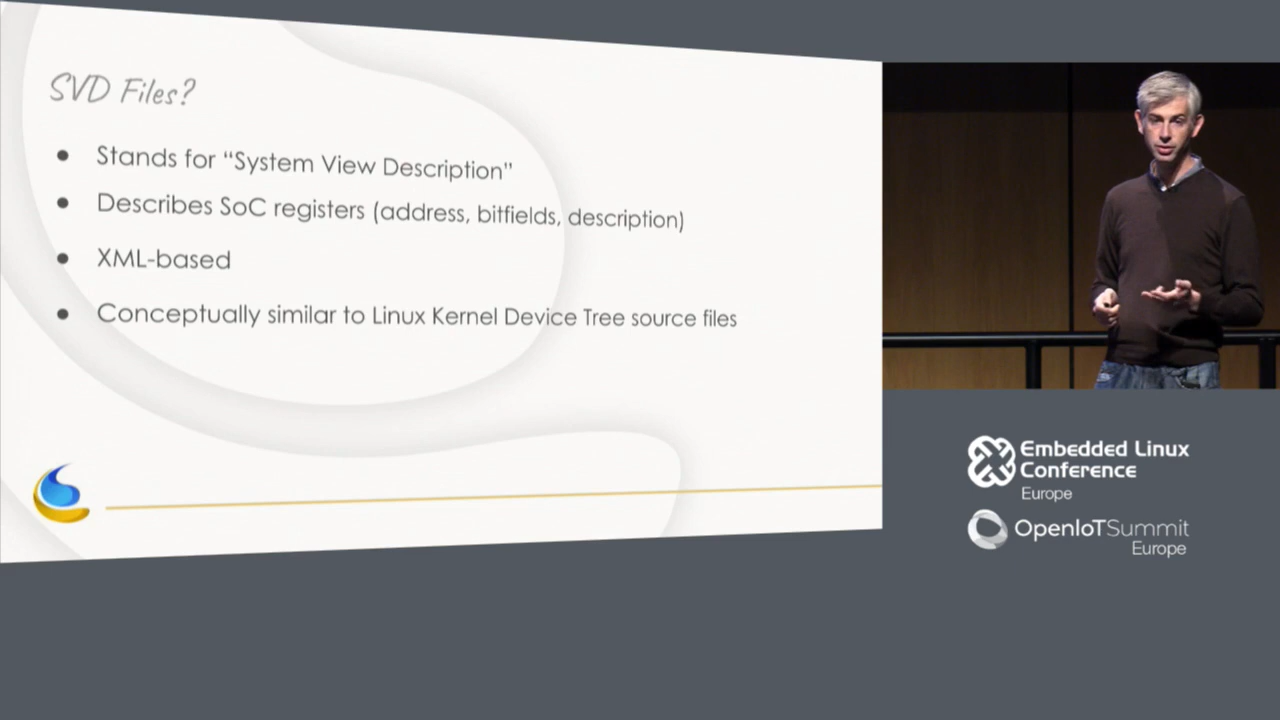 SVD Files?
● Stands for “System View Description”
● Describes SoC registers (address, bitfields, description)
● XML-based
● Conceptually similar to Linux Kernel Device Tree source files
Embedded Linux
Conference
Europe
OpenIoTSummit
Europe